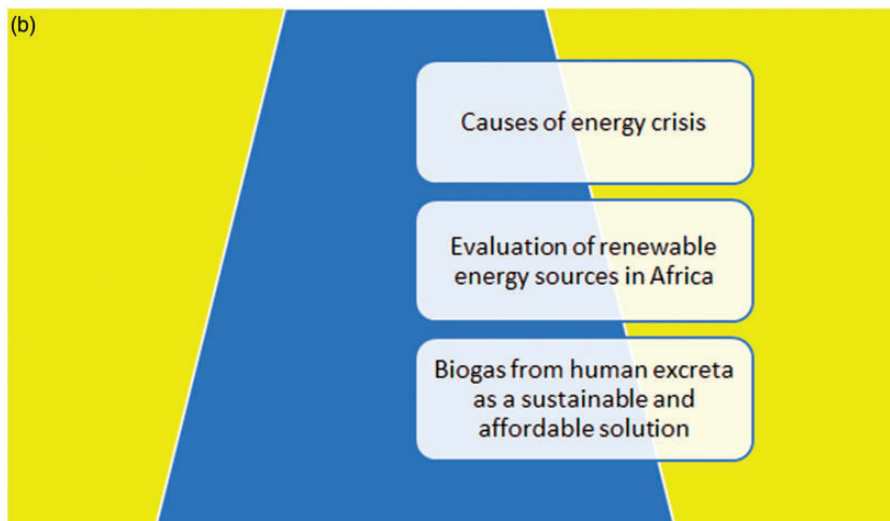 (b)
Causes of energy crisis
Evaluation of renewable
energy sources in Africa
Biogas from human excreta
as a sustainable and
affordable solution